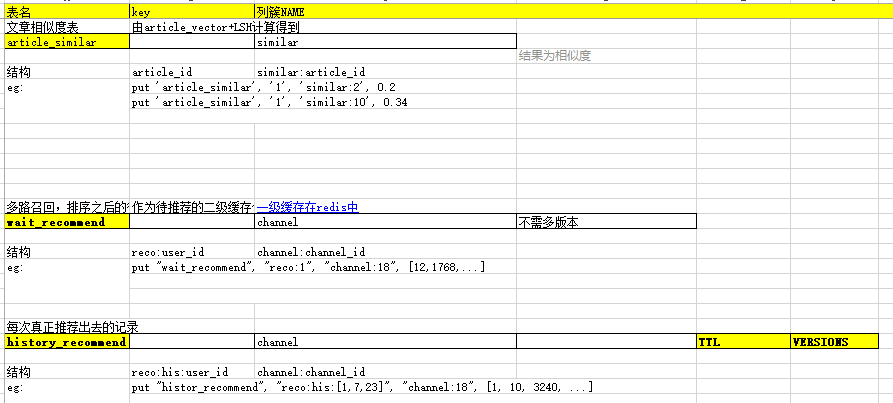 表名 key 列簇NAME
文章相似度表 由article_vector+LSH计算得到
article_similar similar
结果为相似度
结构 article_id similar:article_id
eg: put 'article_similar', '1', 'similar:2', 0.2
put 'article_similar', '1', 'similar:10', 0.34
多路召回，排序之后的 作为待推荐的二级缓存 一级缓存在redis中
wait_recommend channel 不需多版本
结构 reco:user_id channel:channel_id
eg: put "wait_recommend", "reco:1", "channel:18", [12,1768,...]
每次真正推荐出去的记录
history_recommend channel TTL VERSIONS
结构 reco:his:user_id channel:channel_id
eg: put "histor_recommend", "reco:his:[1,7,23]", "channel:18", [1, 10, 3240, ...]